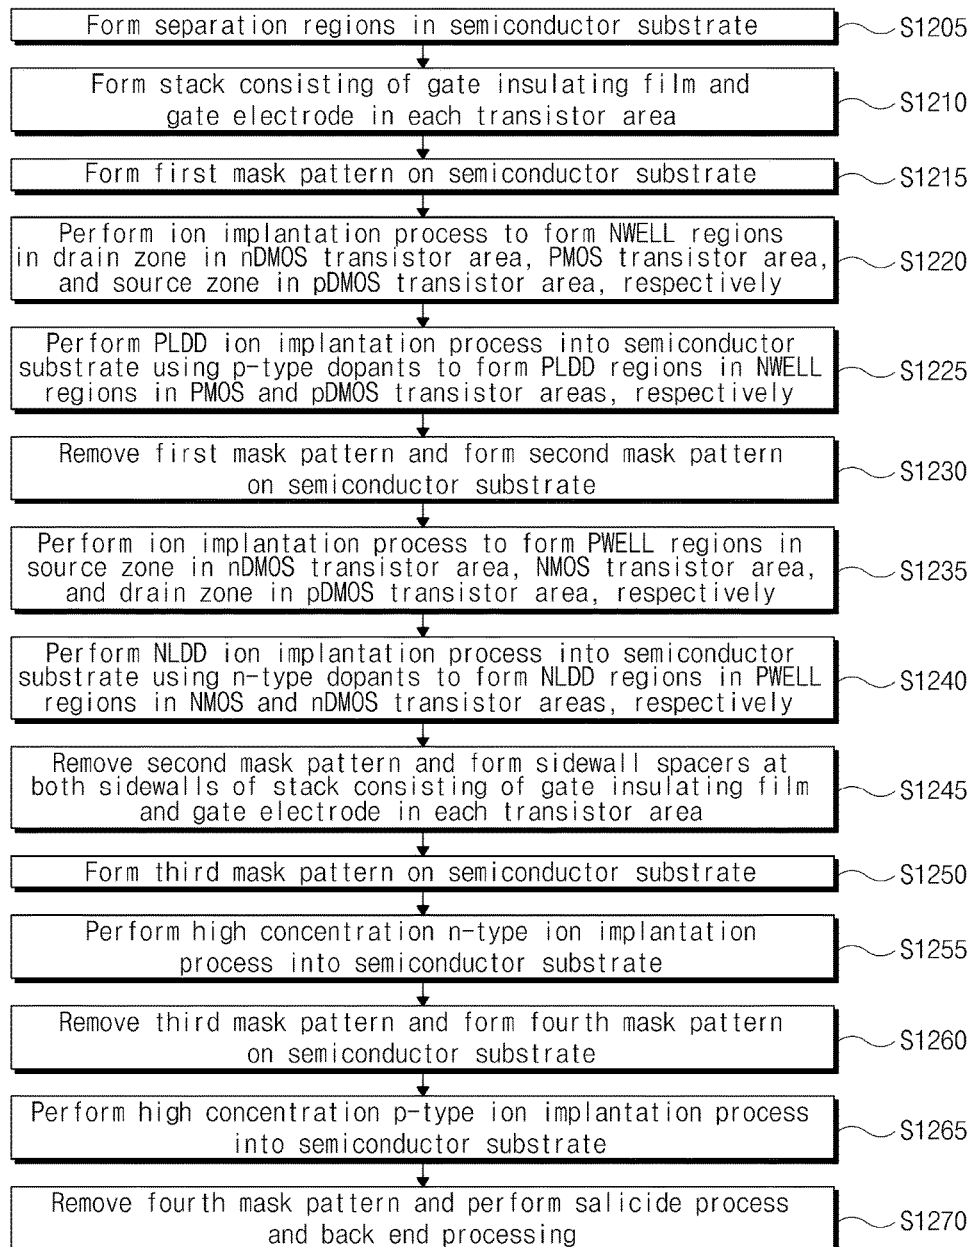 Form separation regions in semiconductor substrate
S1205
Form stack consisting of gate insulating film and
gate electrode in each transistor area
S1210
Form first mask pattern on semiconductor substrate
S1215
Perform ion implantation process to form NWELL regions
in drain zone in nDMOS transistor area, PMOS transistor area,
and source zone in pDMOS transistor area, respectively
S1220
Perform PLDD ion implantation process into semiconductor
substrate using p-type dopants to form PLDD regions in NWELL
regions in PMOS and pDMOS transistor areas, respectively
S1225
Remove first mask pattern and form second mask pattern
on semiconductor substrate
S1230
Perform ion implantation process to form PWELL regions in
source zone in nDMOS transistor area, NMOS transistor area,
and drain zone in pDMOS transistor area, respectively
S1235
Perform NLDD ion implantation process into semiconductor
substrate using n-type dopants to form NLDD regions in PWELL
regions in NMOS and nDMOS transistor areas, respectively
S1240
Remove second mask pattern and form sidewall spacers at
both sidewalls of stack consisting of gate insulating film
and gate electrode in each transistor area
S1245
Form third mask pattern on semiconductor substrate
S1250
Perform high concentration n-type ion implantation
process into semiconductor substrate
S1255
Remove third mask pattern and form fourth mask pattern
on semiconductor substrate
S1260
Perform high concentration p-type ion implantation process
into semiconductor substrate
S1265
Remove fourth mask pattern and perform salicide process
and back end processing
S1270